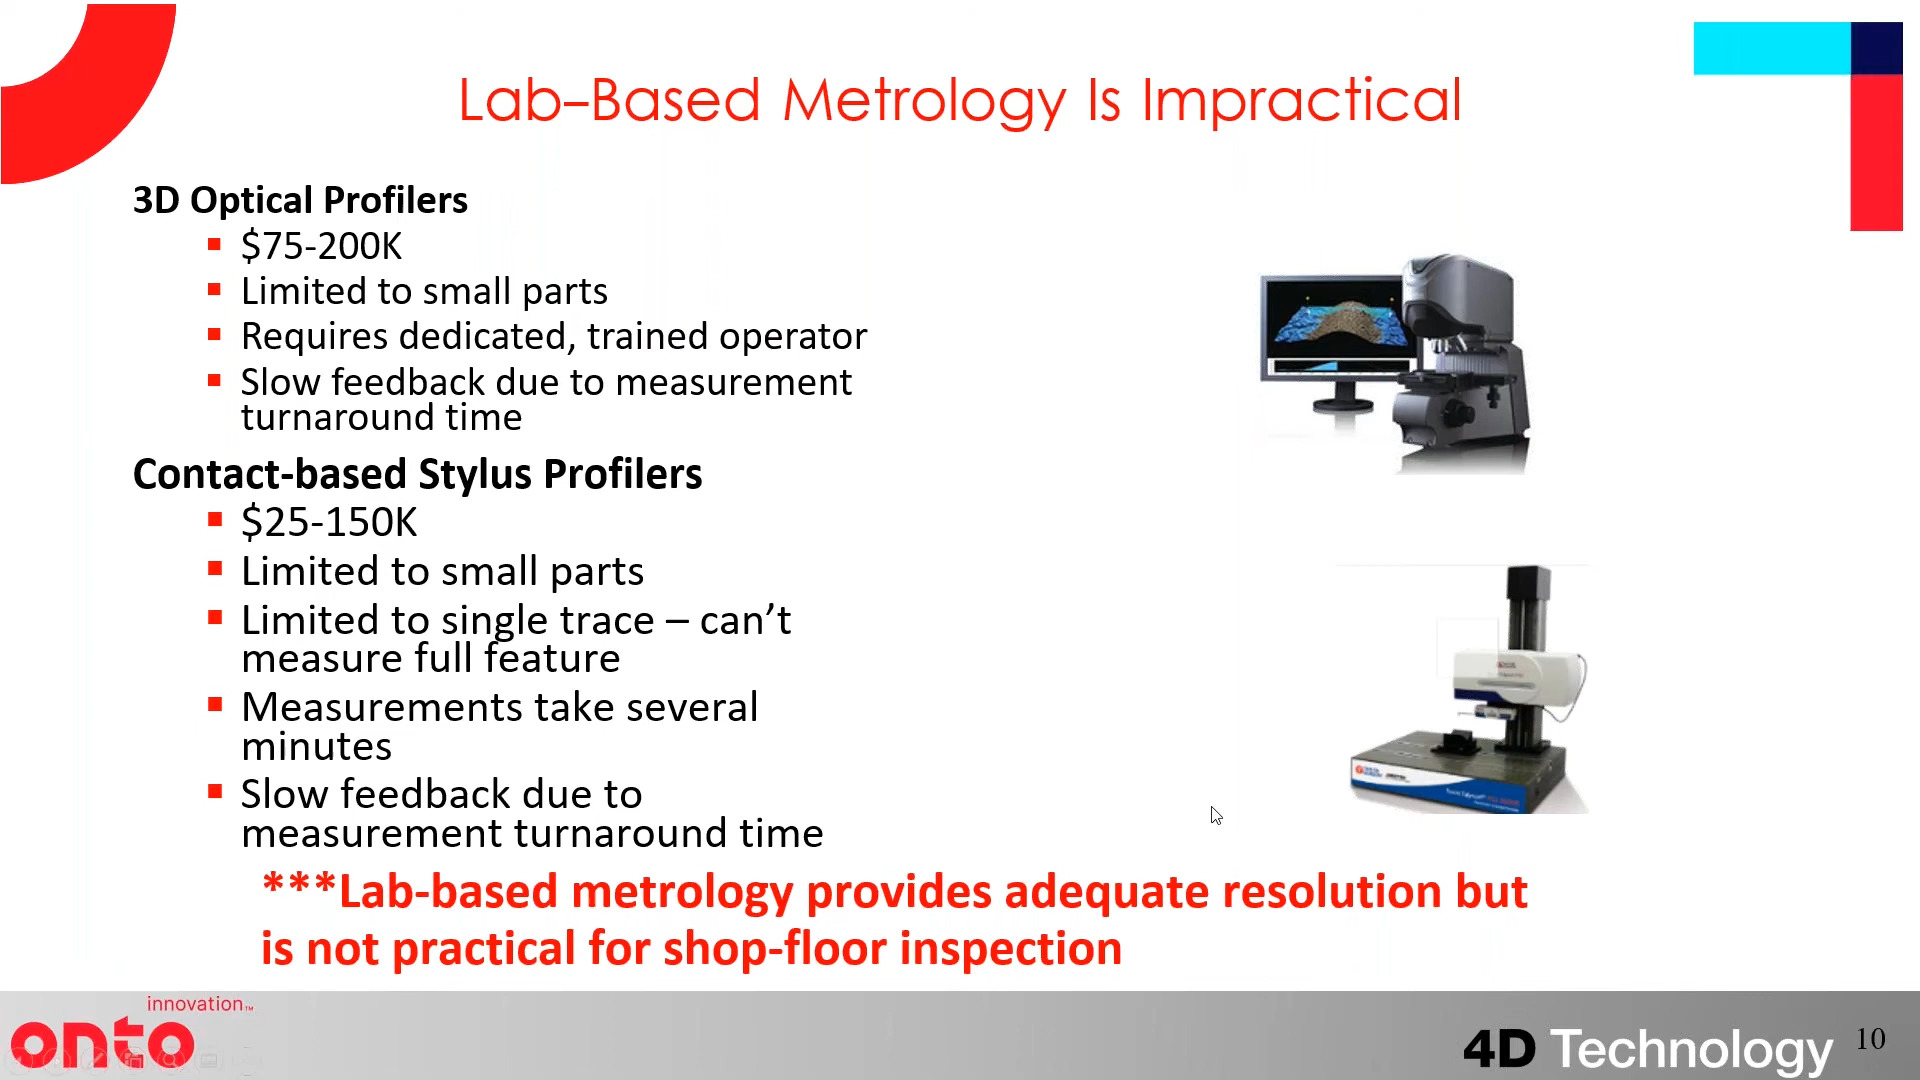 Lab–Based Metrology Is Impractical
3D Optical Profilers
$75-200K
Limited to small parts
Requires dedicated, trained operator
Slow feedback due to measurement
turnaround time
Contact-based Stylus Profilers
$25-150K
Limited to small parts
Limited to single trace – can’t
measure full feature
Measurements take several
minutes
Slow feedback due to
measurement turnaround time
***Lab-based metrology provides adequate resolution but
is not practical for shop-floor inspection
innovation™
onto
4D Technology
10